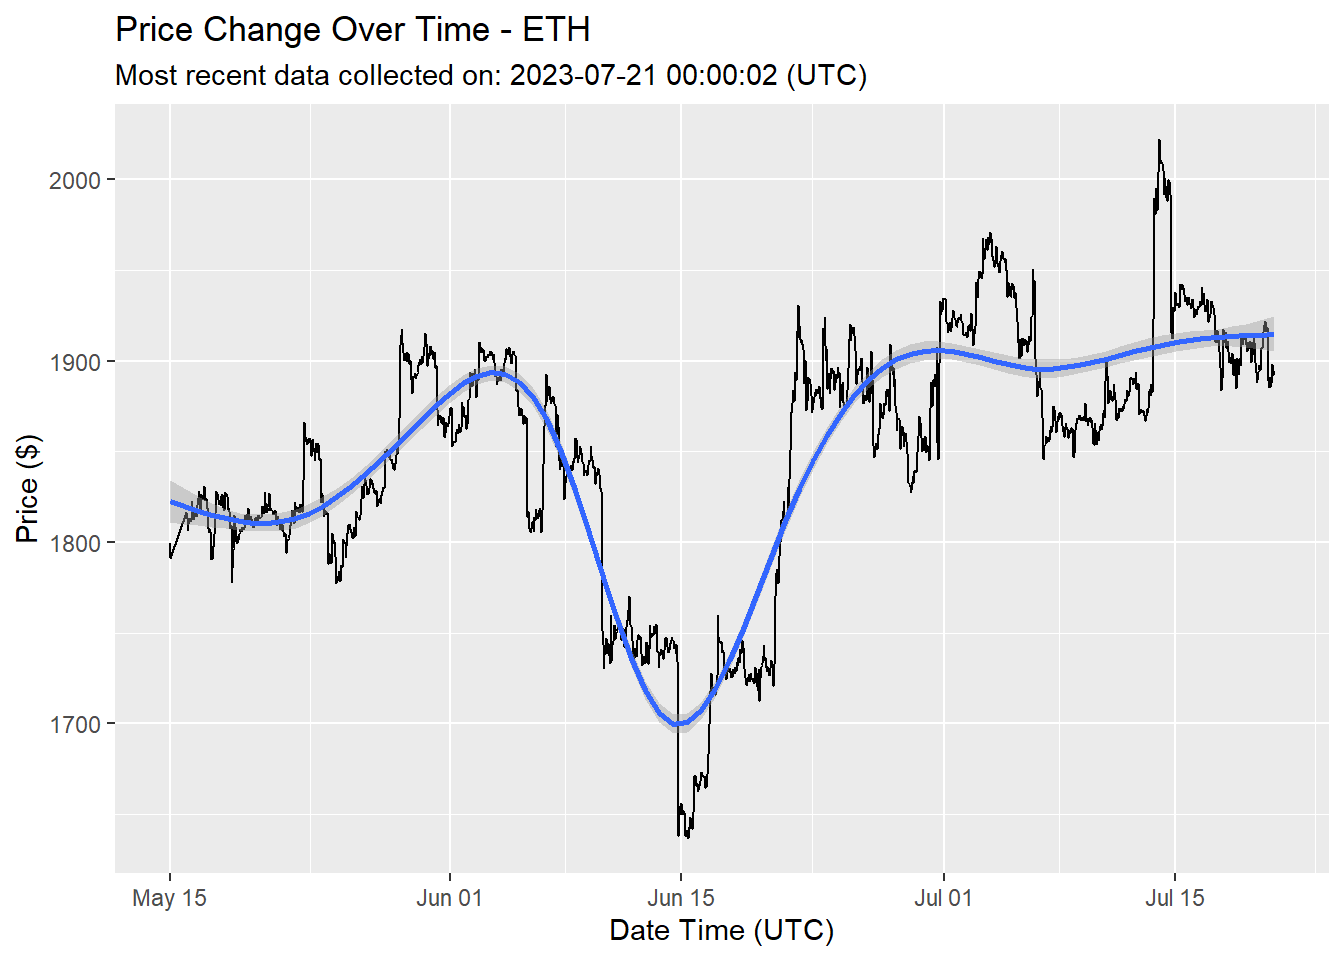 Price Change Over Time - ETH
Most recent data collected on: 2023-07-21 00:00:02 (UTC)
2000
1900
1800
1700
Price ($)
May 15
Jun 01
Jun 15
Jul 01
Jul 15
Date Time (UTC)